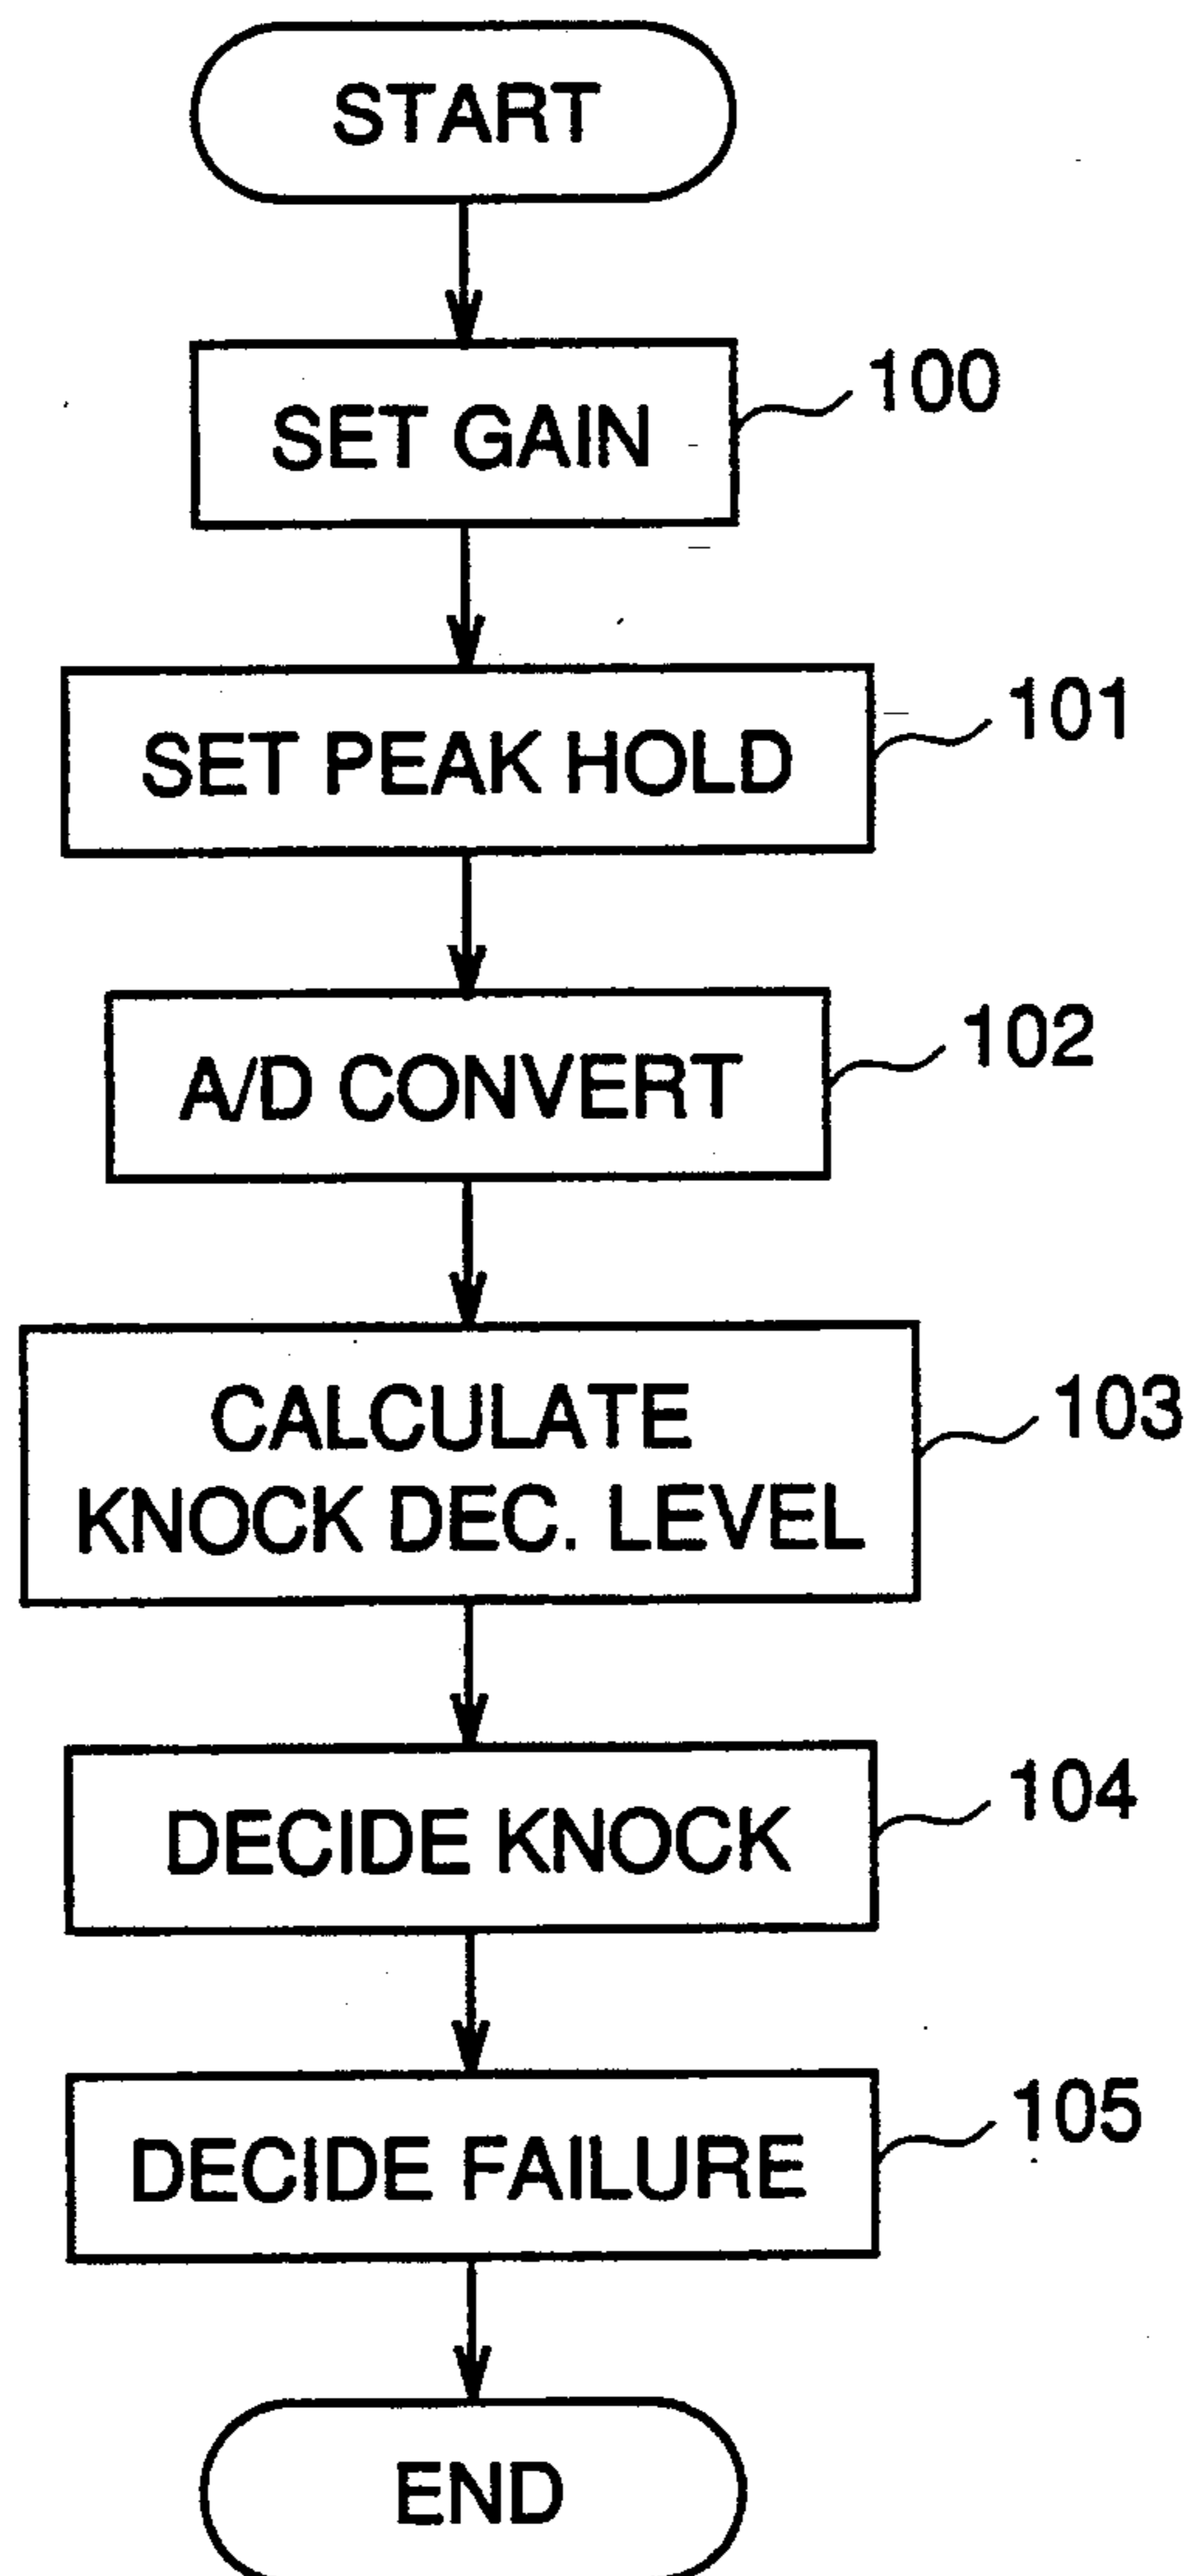 START
SET GAIN
100
SET PEAK HOLD
101
A/D CONVERT
102
CALCULATE
KNOCK DEC. LEVEL
103
DECIDE KNOCK
104
DECIDE FAILURE
105
END